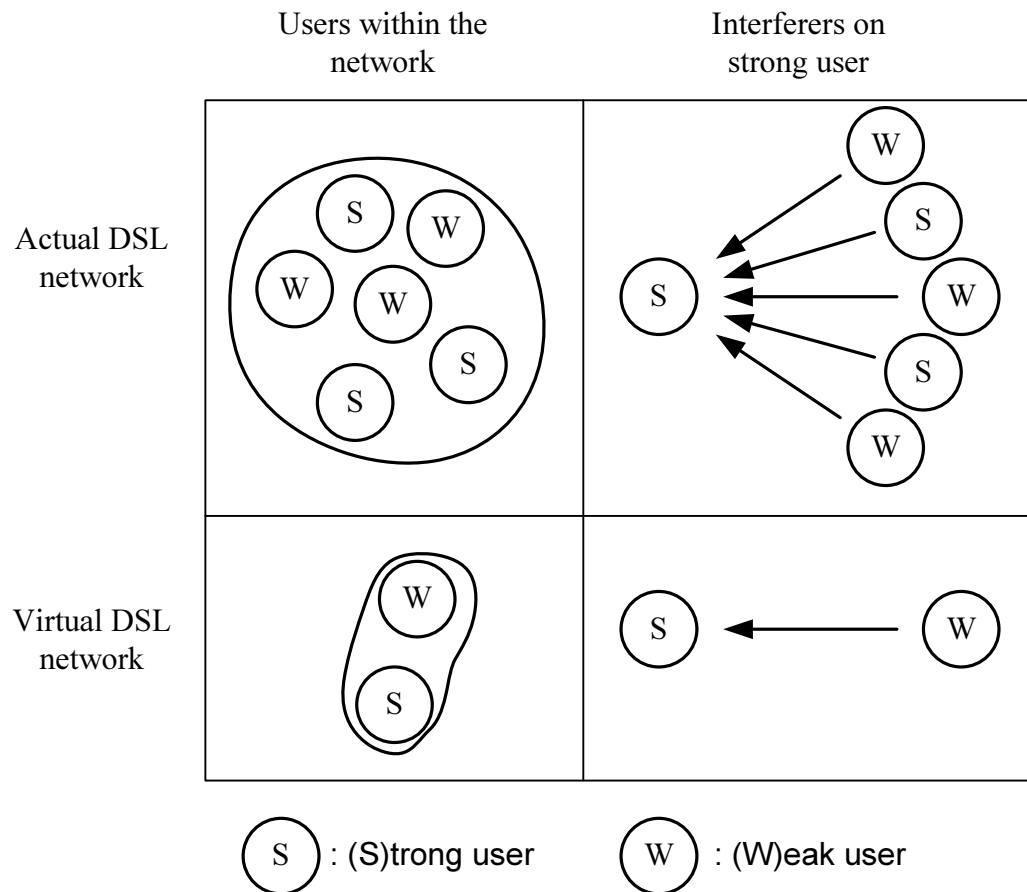 Users within the
network
Interferers on
strong user
Actual DSL
network
S
W
W
W
S
S
W
S
S
W
S
W
Virtual DSL
network
W
S
S
W
S : (S)trong user
W : (W)eak user